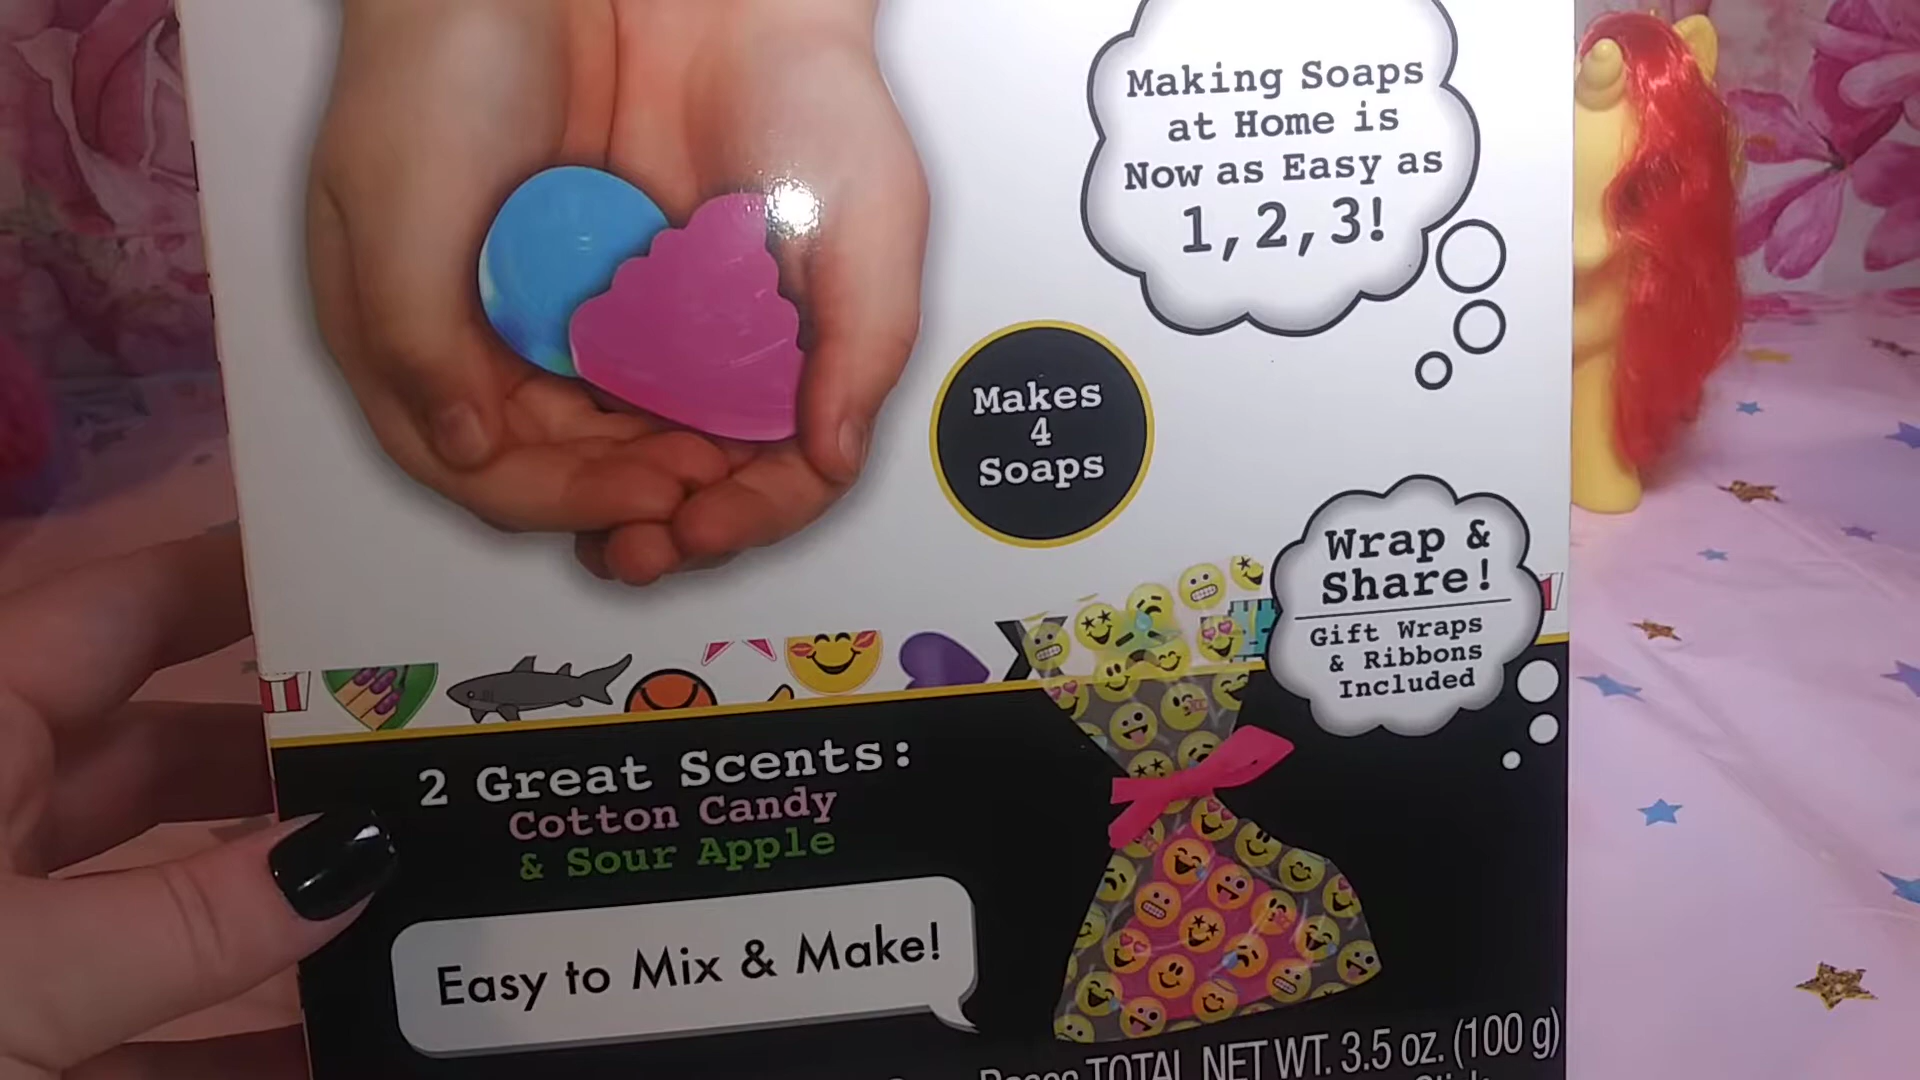 Making Soaps
at Home is
Now as Easy as
1,2,3!
Makes
4
Soaps
Wrap &
Share!
Gift Wraps
& Ribbons
Included
2 Great Scents:
Cotton Candy
& Sour Apple
Easy to Mix & Make!
TOTAL NET WT. 3.5 oz. (100 g)